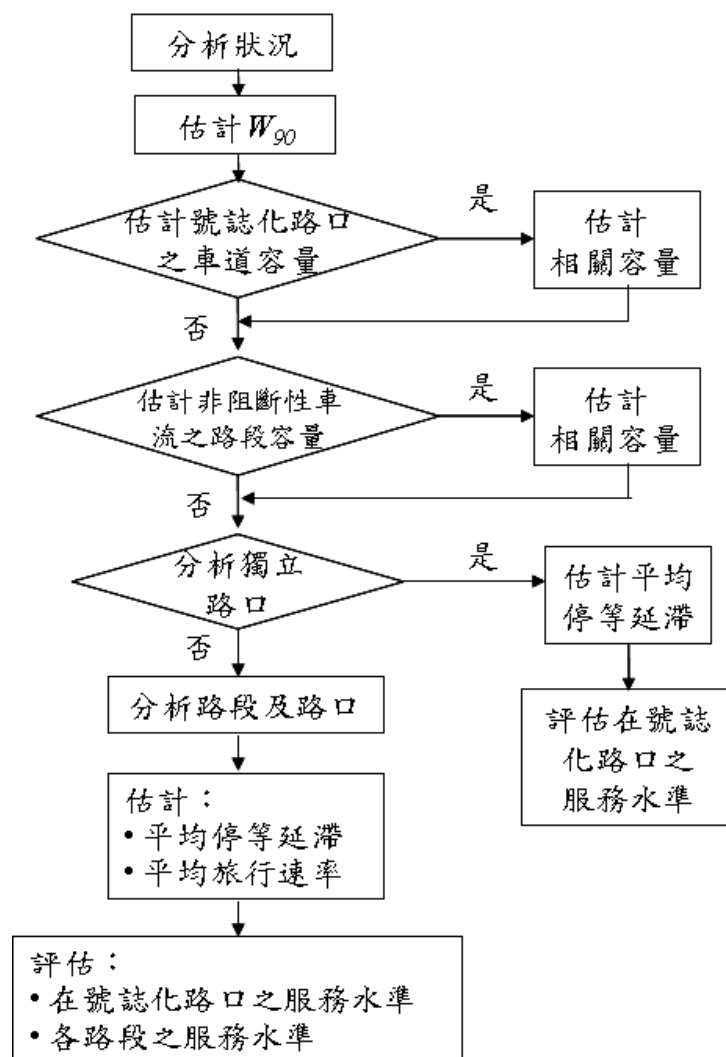 分析狀況
估計W90
估計號誌化路口
之車道容量
是
估計
相關容量
否
估計非阻斷性車
流之路段容量
是
估計
相關容量
否
分析獨立
路口
是
估計平均
停等延滯
否
分析路段及路口
評估在號誌
化路口之
服務水準
估計：
•平均停等延滯
•平均旅行速率
評估：
•在號誌化路口之服務水準
•各路段之服務水準